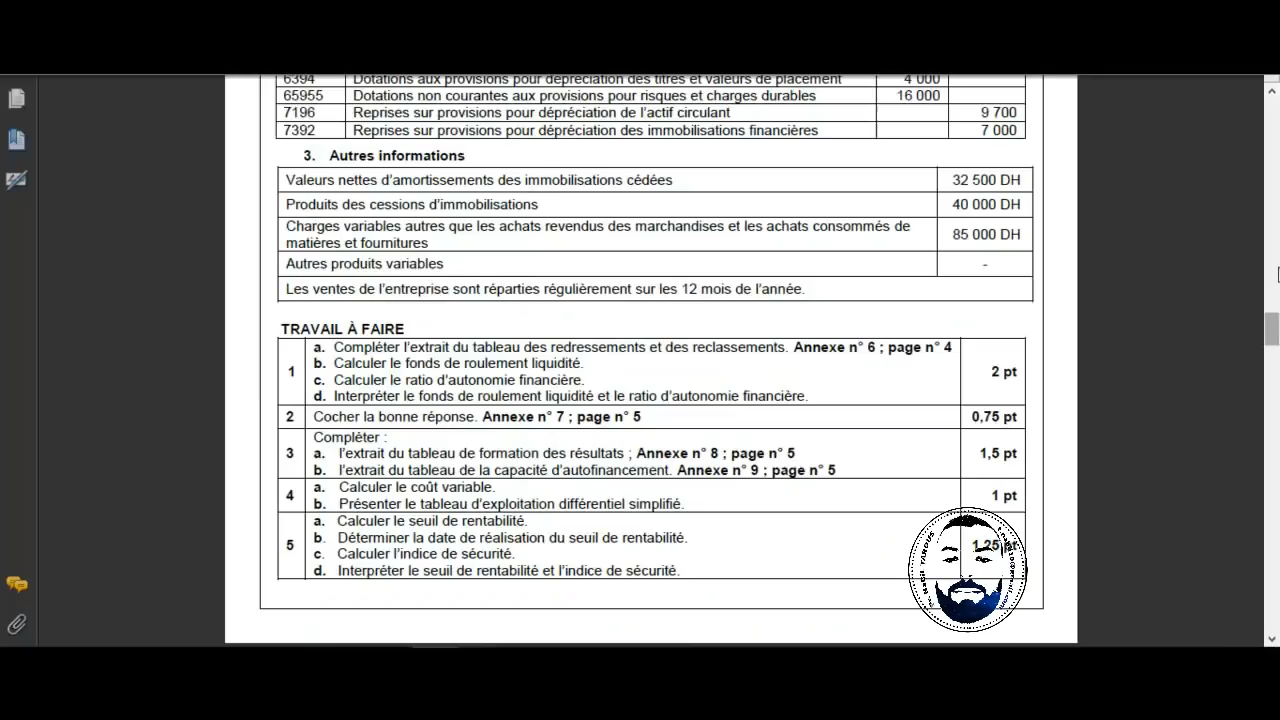 6394 Dotations aux provisions pour dépréciation des titres et valeurs de placement 4 000
65955 Dotations non courantes aux provisions pour risques et charges durables 16 000
7196 Reprises sur provisions pour dépréciation de l’actif circulant 9 700
7392 Reprises sur provisions pour dépréciation des immobilisations financières 7 000
3. Autres informations
Valeurs nettes d’amortissements des immobilisations cédées 32 500 DH
Produits des cessions d’immobilisations 40 000 DH
Charges variables autres que les achats revendus des marchandises et les achats consommés de
matières et fournitures 85 000 DH
Autres produits variables -
Les ventes de l’entreprise sont réparties régulièrement sur les 12 mois de l’année.
TRAVAIL À FAIRE
1 a. Compléter l’extrait du tableau des redressements et des reclassements. Annexe n° 6 ; page n° 4
b. Calculer le fonds de roulement liquidité.
c. Calculer le ratio d’autonomie financière.
d. Interpréter le fonds de roulement liquidité et le ratio d’autonomie financière.
2 pt
2 Cocher la bonne réponse. Annexe n° 7 ; page n° 5 0,75 pt
3 Compléter :
a. l’extrait du tableau de formation des résultats ; Annexe n° 8 ; page n° 5
b. l’extrait du tableau de la capacité d’autofinancement. Annexe n° 9 ; page n° 5
1,5 pt
4 a. Calculer le coût variable.
b. Présenter le tableau d’exploitation différentiel simplifié.
1 pt
5 a. Calculer le seuil de rentabilité.
b. Déterminer la date de réalisation du seuil de rentabilité.
c. Calculer l’indice de sécurité.
d. Interpréter le seuil de rentabilité et l’indice de sécurité.
1,25 pt